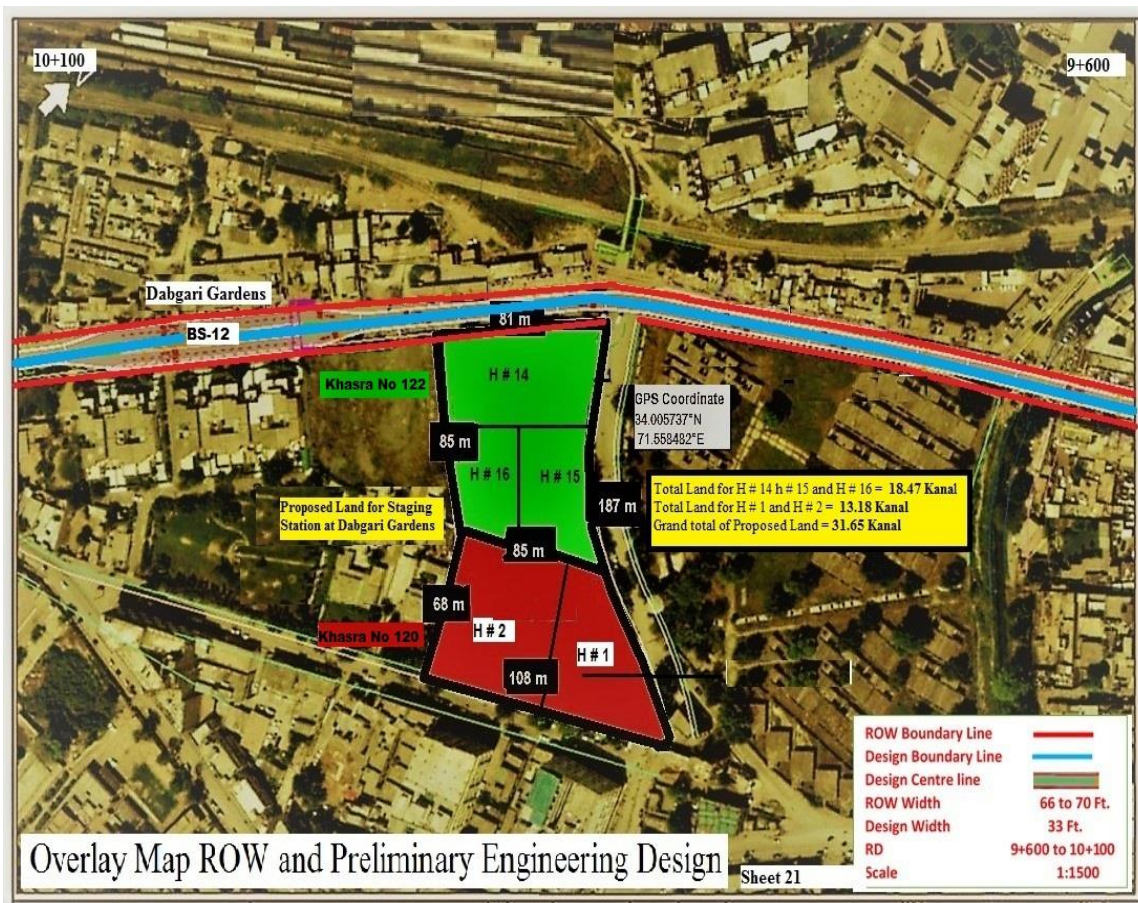 10+100
9+600
Dabgari Gardens
BS-12
81 m
H # 14
Khasra No 122
GPS Coordinate
34.005737°N
71.558482°E
85 m
H # 16
H # 15
187 m
Total Land for H # 14 h # 15 and H # 16 = 18.47 Kanal
Total Land for H # 1 and H # 2 = 13.18 Kanal
Grand total of Proposed Land = 31.65 Kanal
Proposed Land for Staging
Station at Dabgari Gardens
85 m
68 m
Khasra No 120
H # 2
H # 1
108 m
ROW Boundary Line
Design Boundary Line
Design Centre line
ROW Width 66 to 70 Ft.
Design Width 33 Ft.
RD 9+600 to 10+100
Scale 1:1500
Overlay Map ROW and Preliminary Engineering Design
Sheet 21